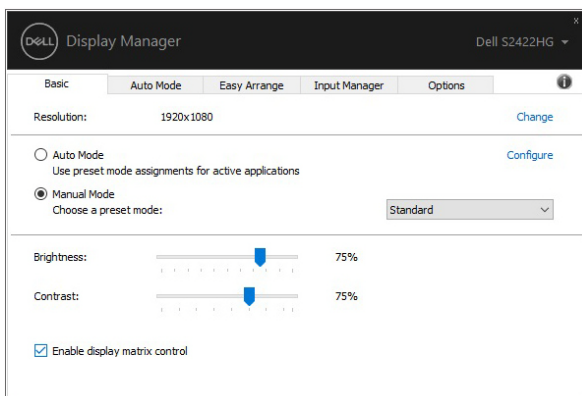 DELL Display Manager
x
Dell S2422HG
Basic Auto Mode Easy Arrange Input Manager Options i
Resolution: 1920x1080 Change
Auto Mode Configure
Use preset mode assignments for active applications
Manual Mode
Choose a preset mode: Standard
Brightness: 75%
Contrast: 75%
Enable display matrix control